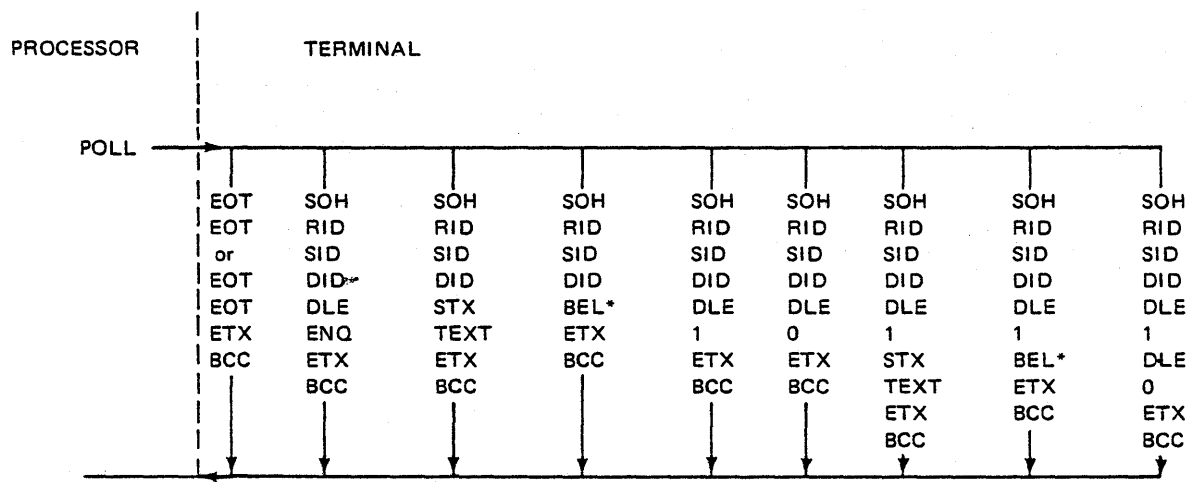 PROCESSOR TERMINAL
POLL
EOT SOH SOH SOH SOH SOH SOH SOH SOH
EOT RID RID RID RID RID RID RID RID
or SID SID SID SID SID SID SID SID
EOT DID DID DID DID DID DID DID DID
EOT DLE STX BEL* DLE DLE DLE DLE DLE
ETX ENQ TEXT ETX 1 0 1 1 1
BCC ETX ETX BCC ETX ETX STX BEL* DLE
BCC BCC BCC BCC TEXT ETX 0
ETX BCC ETX
BCC BCC